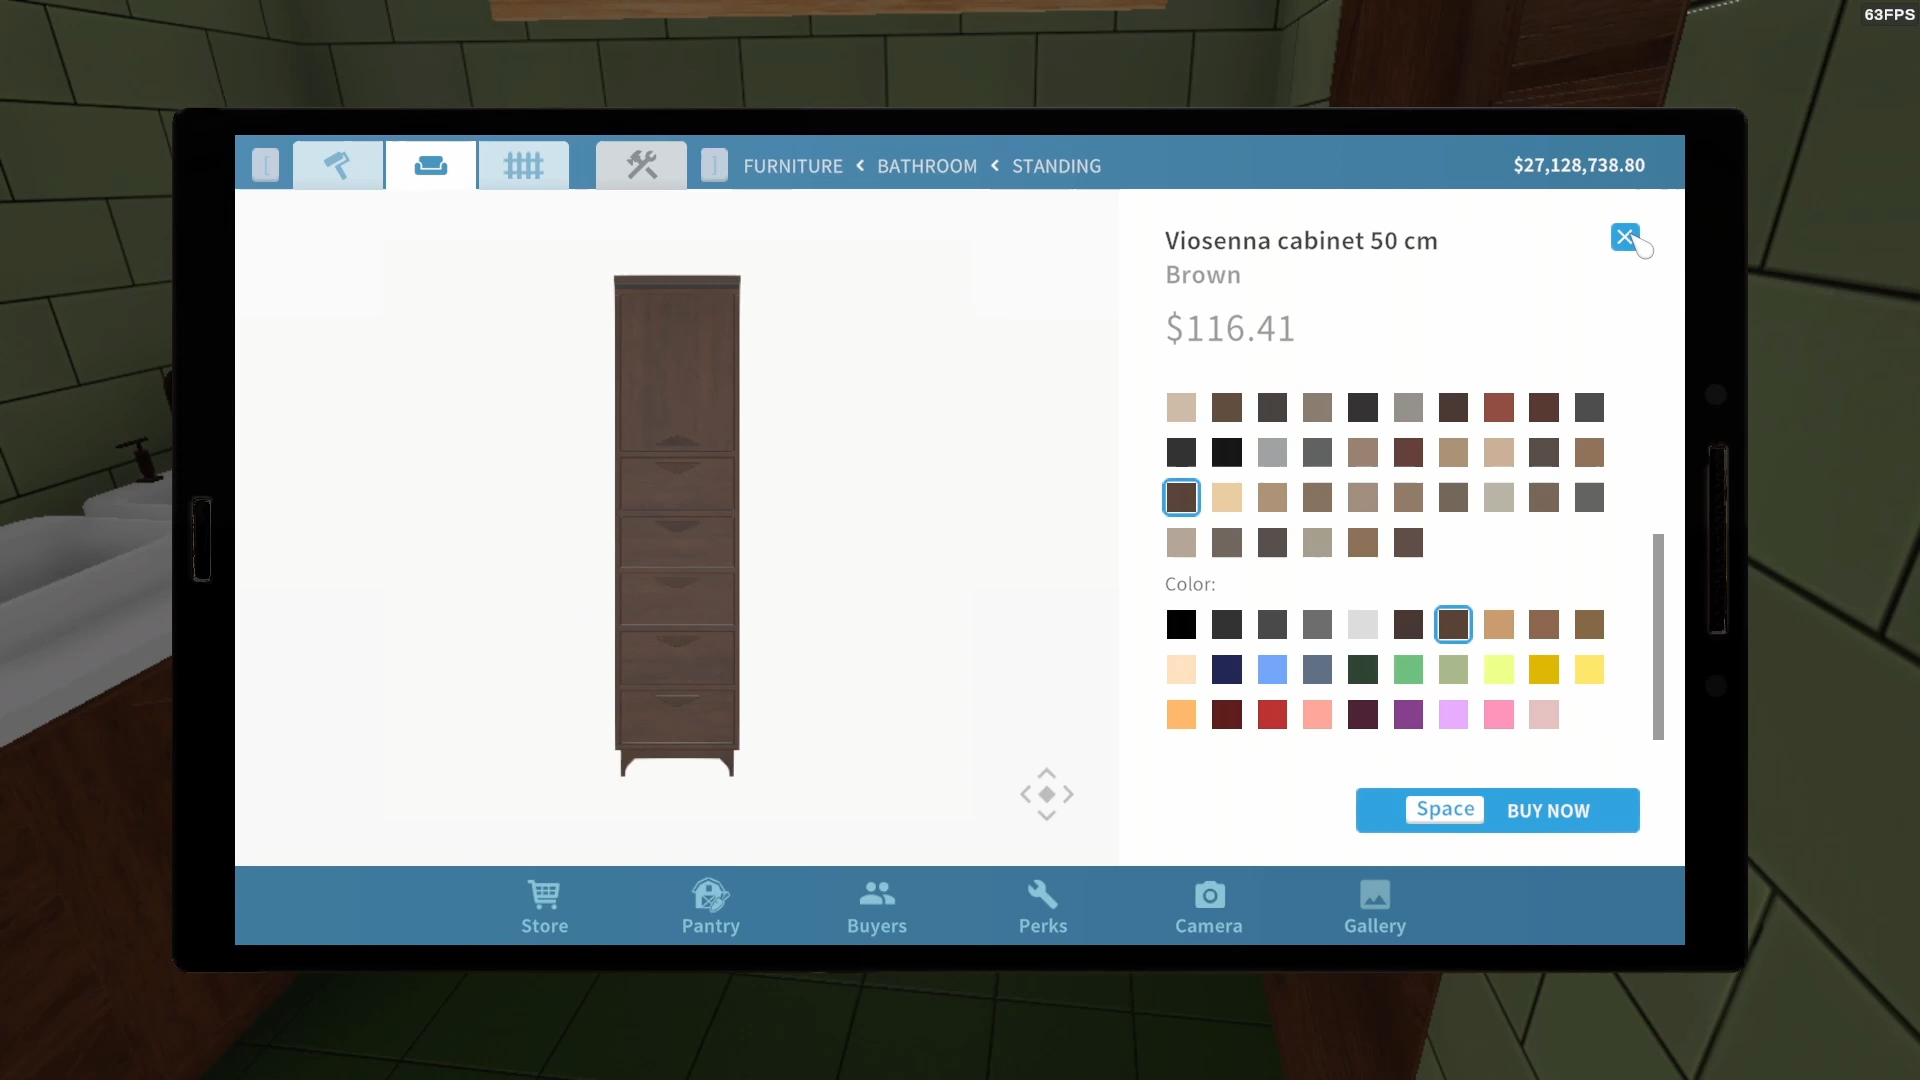 63FPS
[
]
FURNITURE < BATHROOM < STANDING
$27,128,738.80
Viosenna cabinet 50 cm
Brown
$116.41
Color:
Space BUY NOW
Store
Pantry
Buyers
Perks
Camera
Gallery